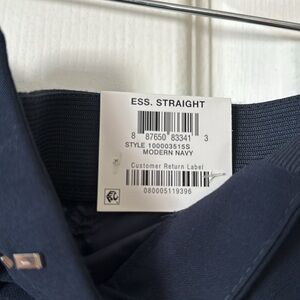 ESS. STRAIGHT
8 87650 83341 3
STYLE 100003515S
MODERN NAVY
Customer Return Label
080005119396